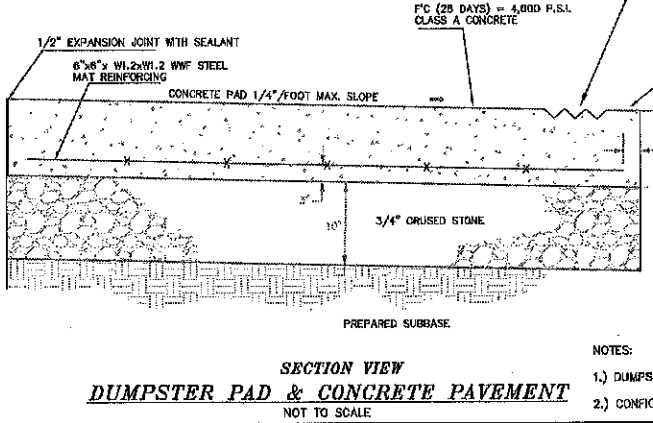 F'C (28 DAYS) = 4,000 P.S.I.
CLASS A CONCRETE
1/2" EXPANSION JOINT WITH SEALANT
6"x6"x W1.2xW1.2 WWF STEEL
MAT REINFORCING
CONCRETE PAD 1/4"/FOOT MAX. SLOPE
10"
3/4" CRUSED STONE
PREPARED SUBBASE
SECTION VIEW
DUMPSTER PAD & CONCRETE PAVEMENT
NOT TO SCALE
NOTES:
1.) DUMPS
2.) CONFIG